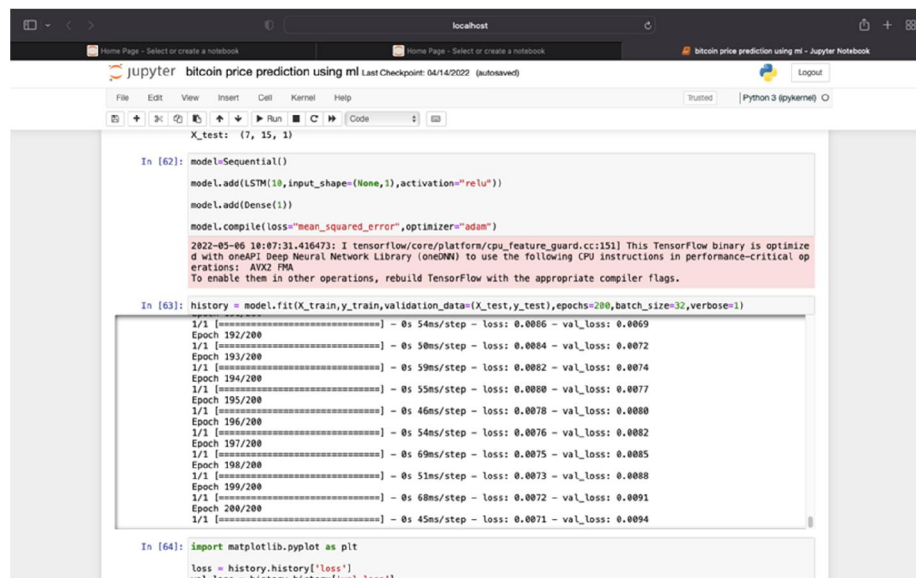 localhost
Home Page - Select or create a notebook
Home Page - Select or create a notebook
bitcoin price prediction using ml - Jupyter Notebook
jupyter bitcoin price prediction using ml Last Checkpoint: 04/14/2022 (autosaved)
Logout
File Edit View Insert Cell Kernel Help
Trusted Python 3 (ipykernel)
Run Code
X_test: (7, 15, 1)
In [62]: model=Sequential()
model.add(LSTM(10,input_shape=(None,1),activation="relu"))
model.add(Dense(1))
model.compile(loss="mean_squared_error",optimizer="adam")
2022-05-06 10:07:31.416473: I tensorflow/core/platform/cpu_feature_guard.cc:151] This TensorFlow binary is optimize
d with oneAPI Deep Neural Network Library (oneDNN) to use the following CPU instructions in performance-critical op
erations: AVX2 FMA
To enable them in other operations, rebuild TensorFlow with the appropriate compiler flags.
In [63]: history = model.fit(X_train,y_train,validation_data=(X_test,y_test),epochs=200,batch_size=32,verbose=1)
1/1 [==============================] - 0s 54ms/step - loss: 0.0086 - val_loss: 0.0069
Epoch 192/200
1/1 [==============================] - 0s 50ms/step - loss: 0.0084 - val_loss: 0.0072
Epoch 193/200
1/1 [==============================] - 0s 59ms/step - loss: 0.0082 - val_loss: 0.0074
Epoch 194/200
1/1 [==============================] - 0s 55ms/step - loss: 0.0080 - val_loss: 0.0077
Epoch 195/200
1/1 [==============================] - 0s 46ms/step - loss: 0.0078 - val_loss: 0.0080
Epoch 196/200
1/1 [==============================] - 0s 54ms/step - loss: 0.0076 - val_loss: 0.0082
Epoch 197/200
1/1 [==============================] - 0s 69ms/step - loss: 0.0075 - val_loss: 0.0085
Epoch 198/200
1/1 [==============================] - 0s 51ms/step - loss: 0.0073 - val_loss: 0.0088
Epoch 199/200
1/1 [==============================] - 0s 68ms/step - loss: 0.0072 - val_loss: 0.0091
Epoch 200/200
1/1 [==============================] - 0s 45ms/step - loss: 0.0071 - val_loss: 0.0094
In [64]: import matplotlib.pyplot as plt
loss = history.history['loss']